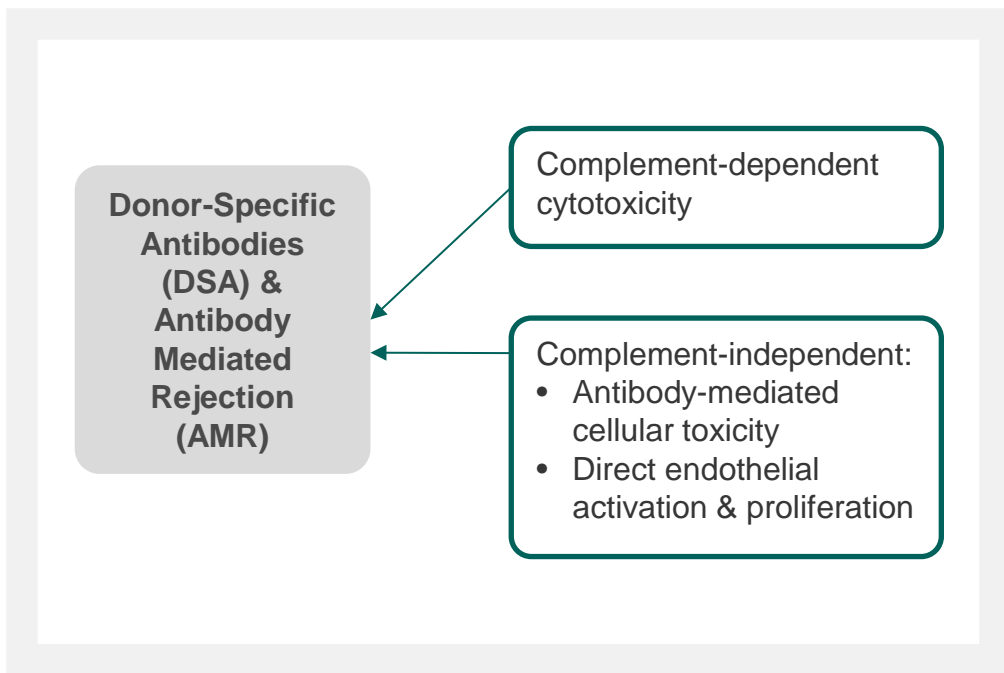 Donor-Specific
Antibodies
(DSA) &
Antibody
Mediated
Rejection
(AMR)
Complement-dependent
cytotoxicity
Complement-independent:
• Antibody-mediated
cellular toxicity
• Direct endothelial
activation & proliferation